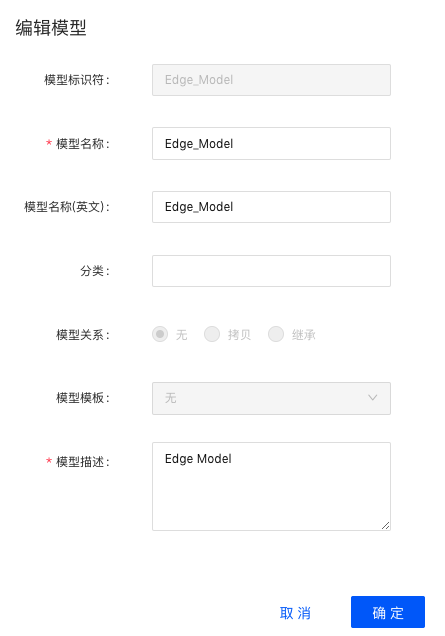 编辑模型
模型标识符: Edge_Model
* 模型名称: Edge_Model
模型名称(英文): Edge_Model
分类:
模型关系: 无 拷贝 继承
模型模板: 无
* 模型描述: Edge Model
取 消 确 定